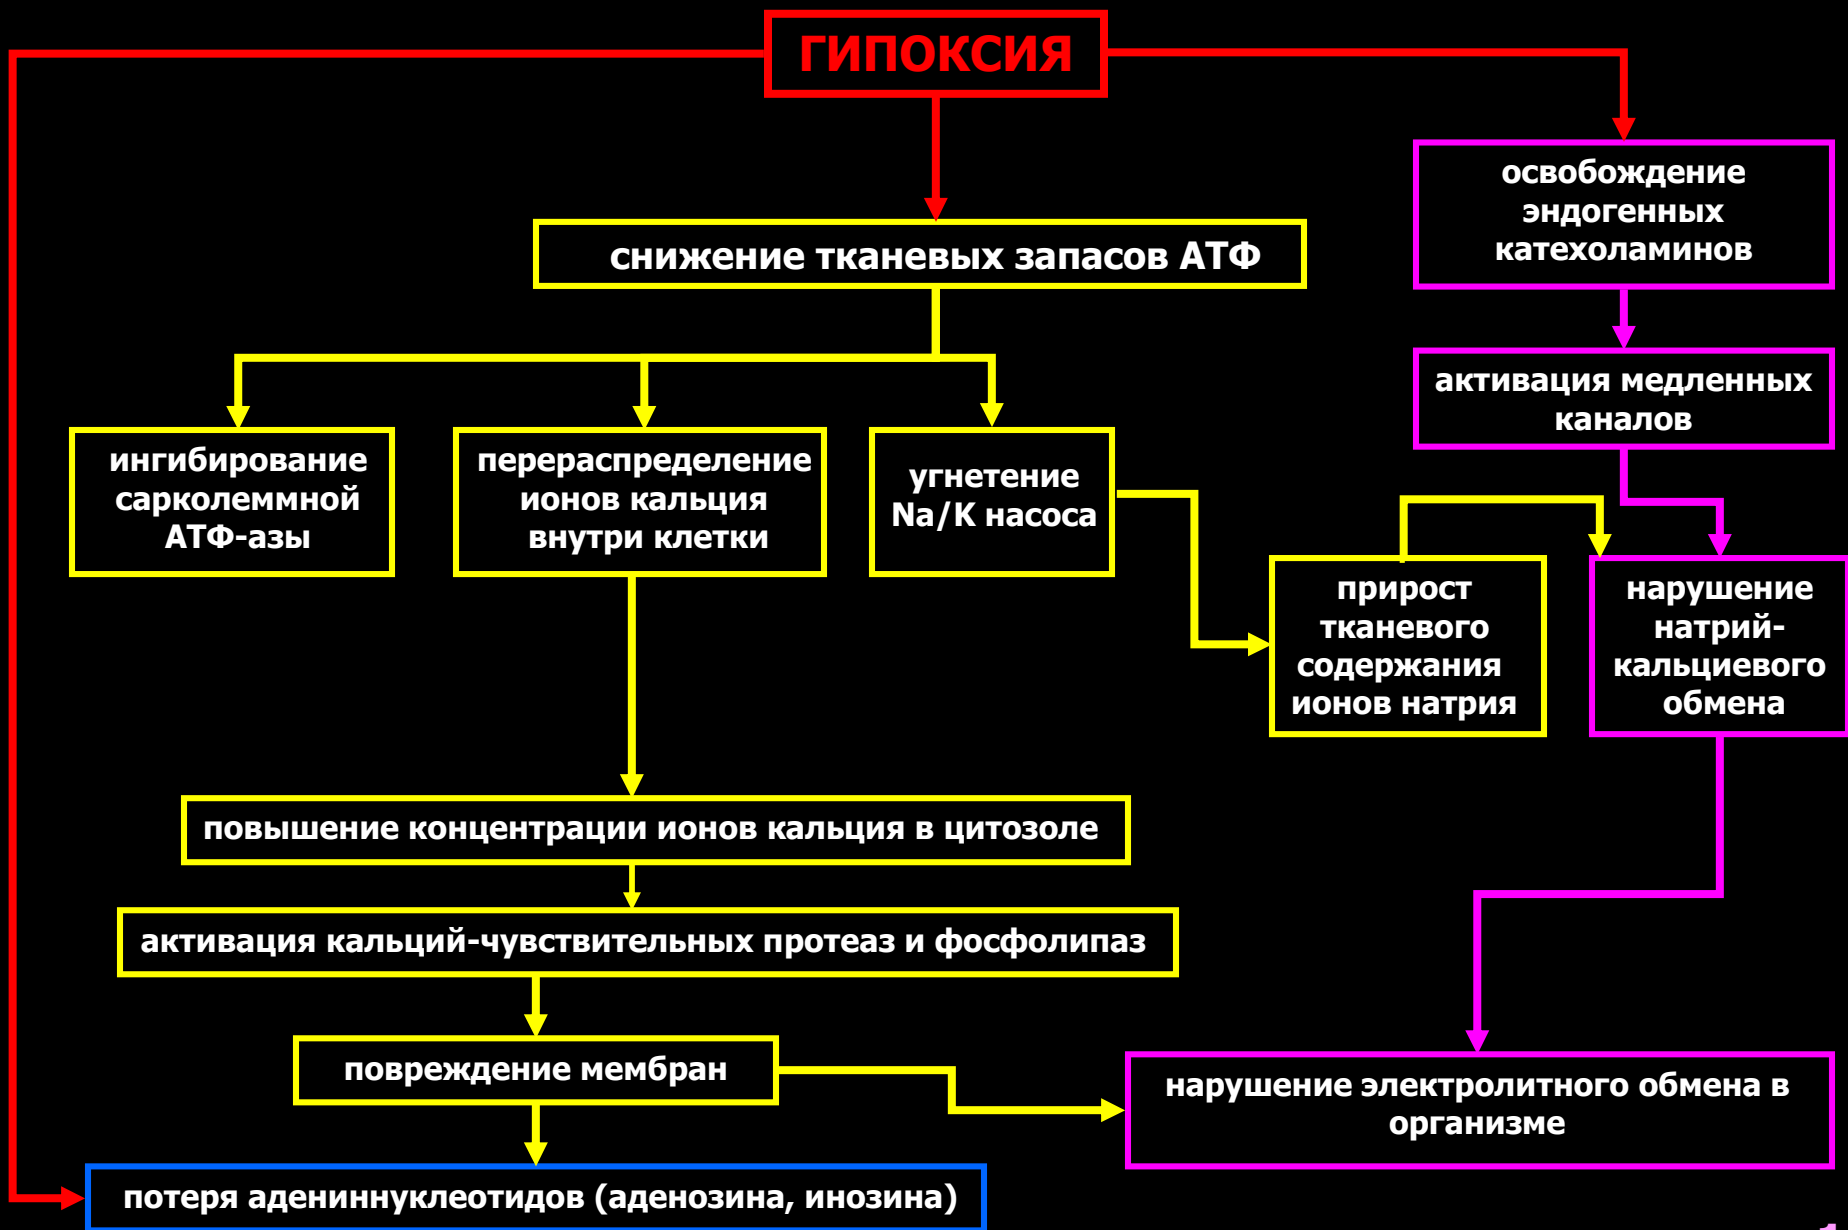 ГИПОКСИЯ
освобождение
эндогенных
катехоламинов
снижение тканевых запасов АТФ
активация медленных
каналов
ингибирование
сарколеммной
АТФ-азы
перераспределение
ионов кальция
внутри клетки
угнетение
Na/K насоса
прирост
тканевого
содержания
ионов натрия
нарушение
натрий-
кальциевого
обмена
повышение концентрации ионов кальция в цитозоле
активация кальций-чувствительных протеаз и фосфолипаз
повреждение мембран
нарушение электролитного обмена в
организме
потеря адениннуклеотидов (аденозина, инозина)